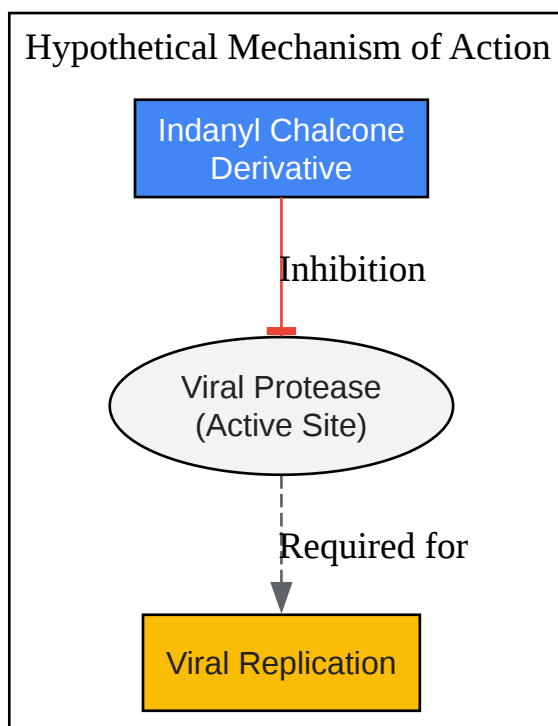 Hypothetical Mechanism of Action
Indanyl Chalcone
Derivative
Inhibition
Viral Protease
(Active Site)
Required for
Viral Replication